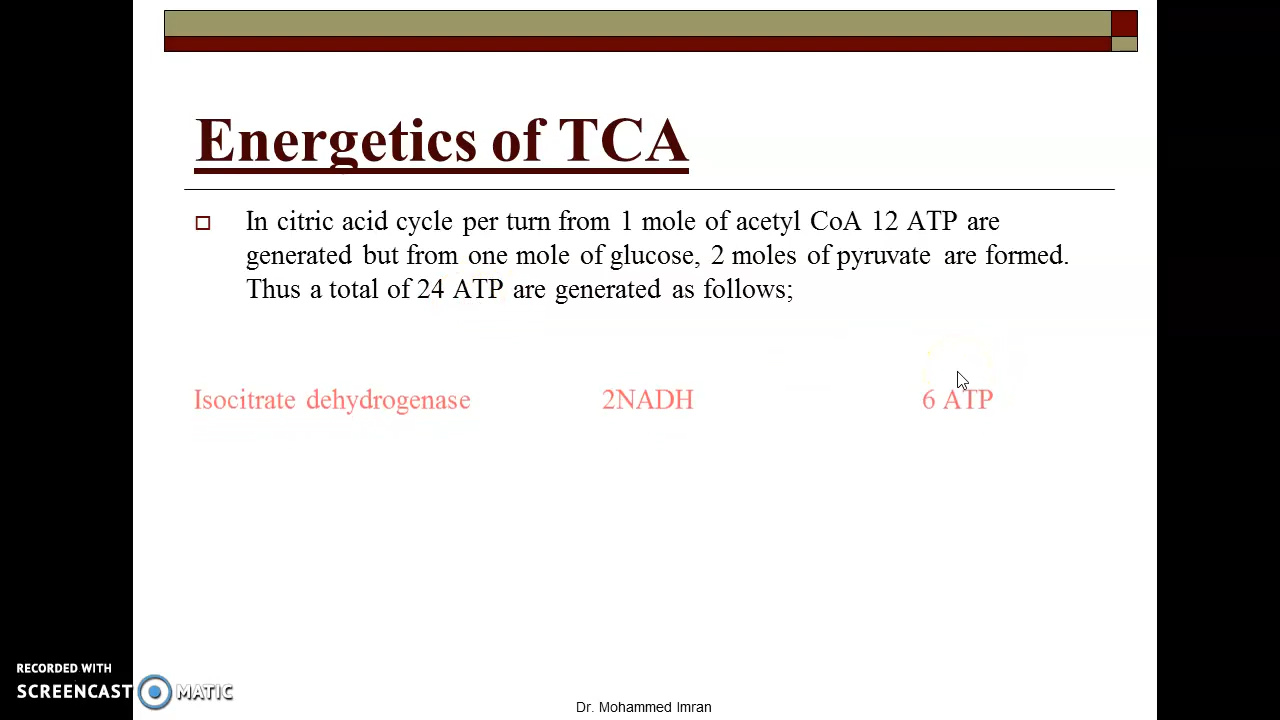 Energetics of TCA
In citric acid cycle per turn from 1 mole of acetyl CoA 12 ATP are
generated but from one mole of glucose, 2 moles of pyruvate are formed.
Thus a total of 24 ATP are generated as follows;
Isocitrate dehydrogenase 2NADH 6 ATP
RECORDED WITH
SCREENCAST MATIC
Dr. Mohammed Imran